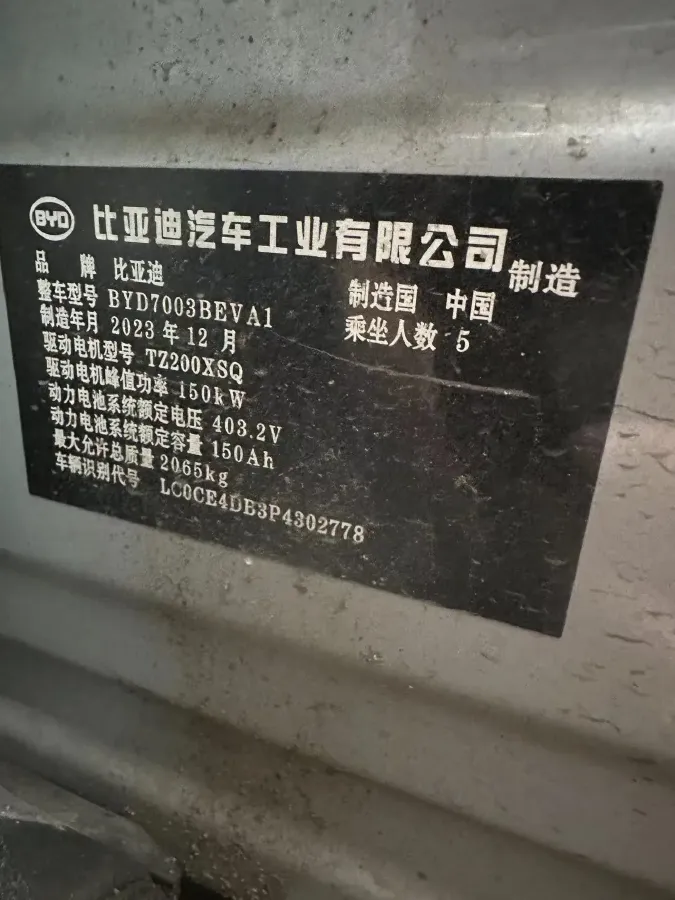 BYD 比亚迪汽车工业有限公司 制造
品 牌 比亚迪 制造国 中国
整车型号 BYD7003BEVA1 乘坐人数 5
制造年月 2023 年 12 月
驱动电机型号 TZ200XSQ
驱动电机峰值功率 150kW
动力电池系统额定电压 403.2V
动力电池系统额定容量 150Ah
最大允许总质量 2065kg
车辆识别代号 LC0CE4DB3P4302778